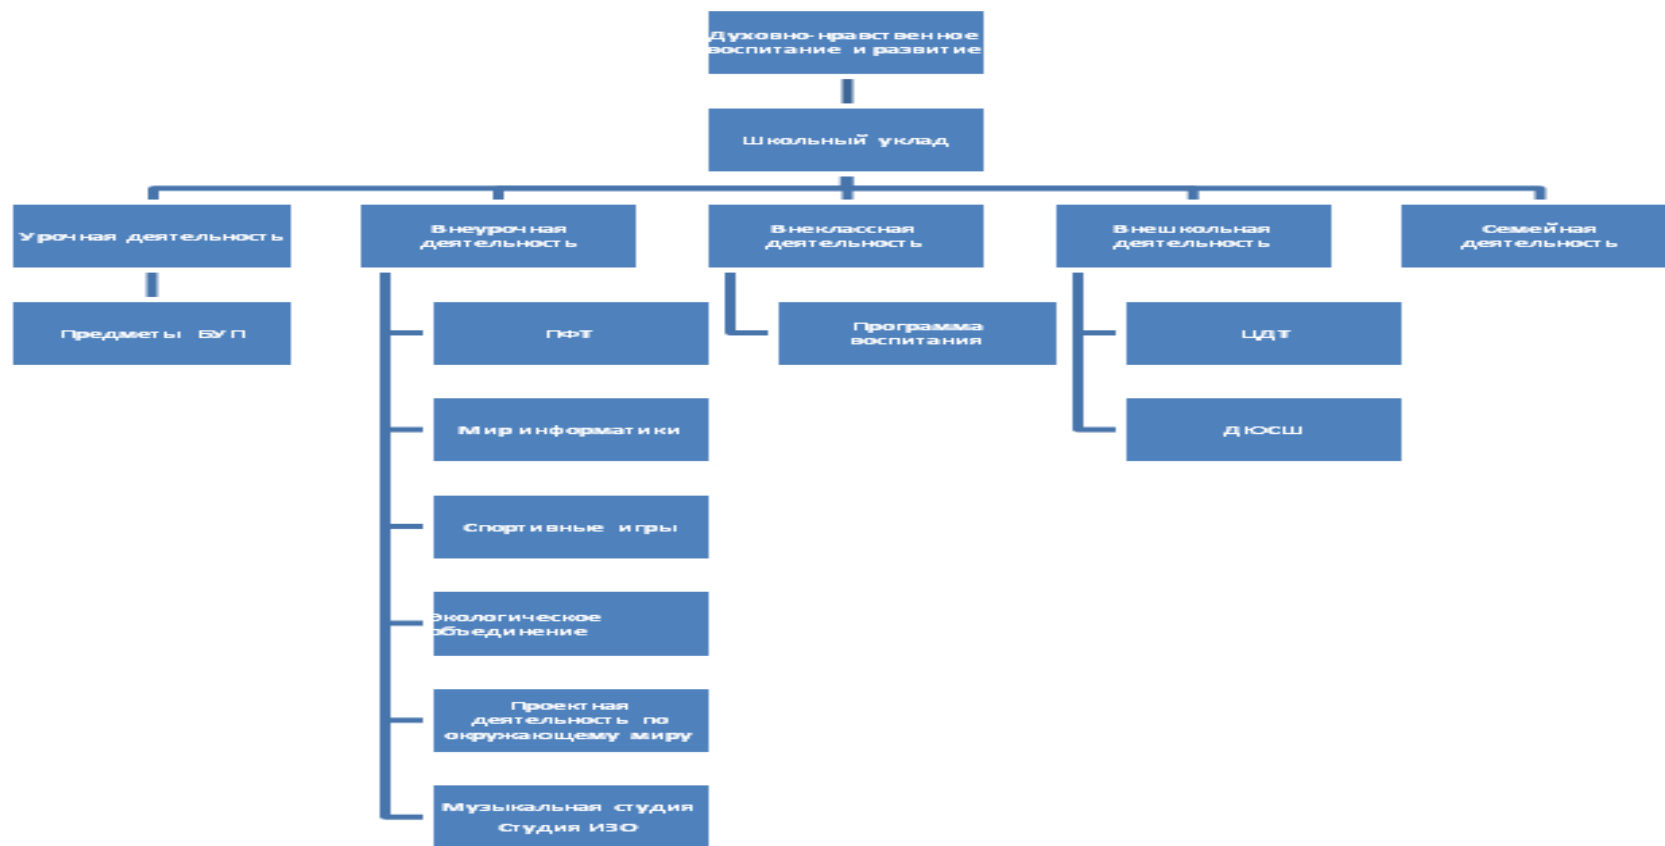 Духовно-нравственное
воспитание и развитие
Школьный уклад
Урочная деятельность
Внеурочная
деятельность
Внеклассная
деятельность
Внешкольная
деятельность
Семейная
деятельность
Предметы БУП
ПФТ
Мир информатики
Спортивные игры
Экологическое
объединение
Проектная
деятельность по
окружающему миру
Музыкальная студия
Студия ИЗО
Программа
воспитания
ЦДТ
ДЮСШ